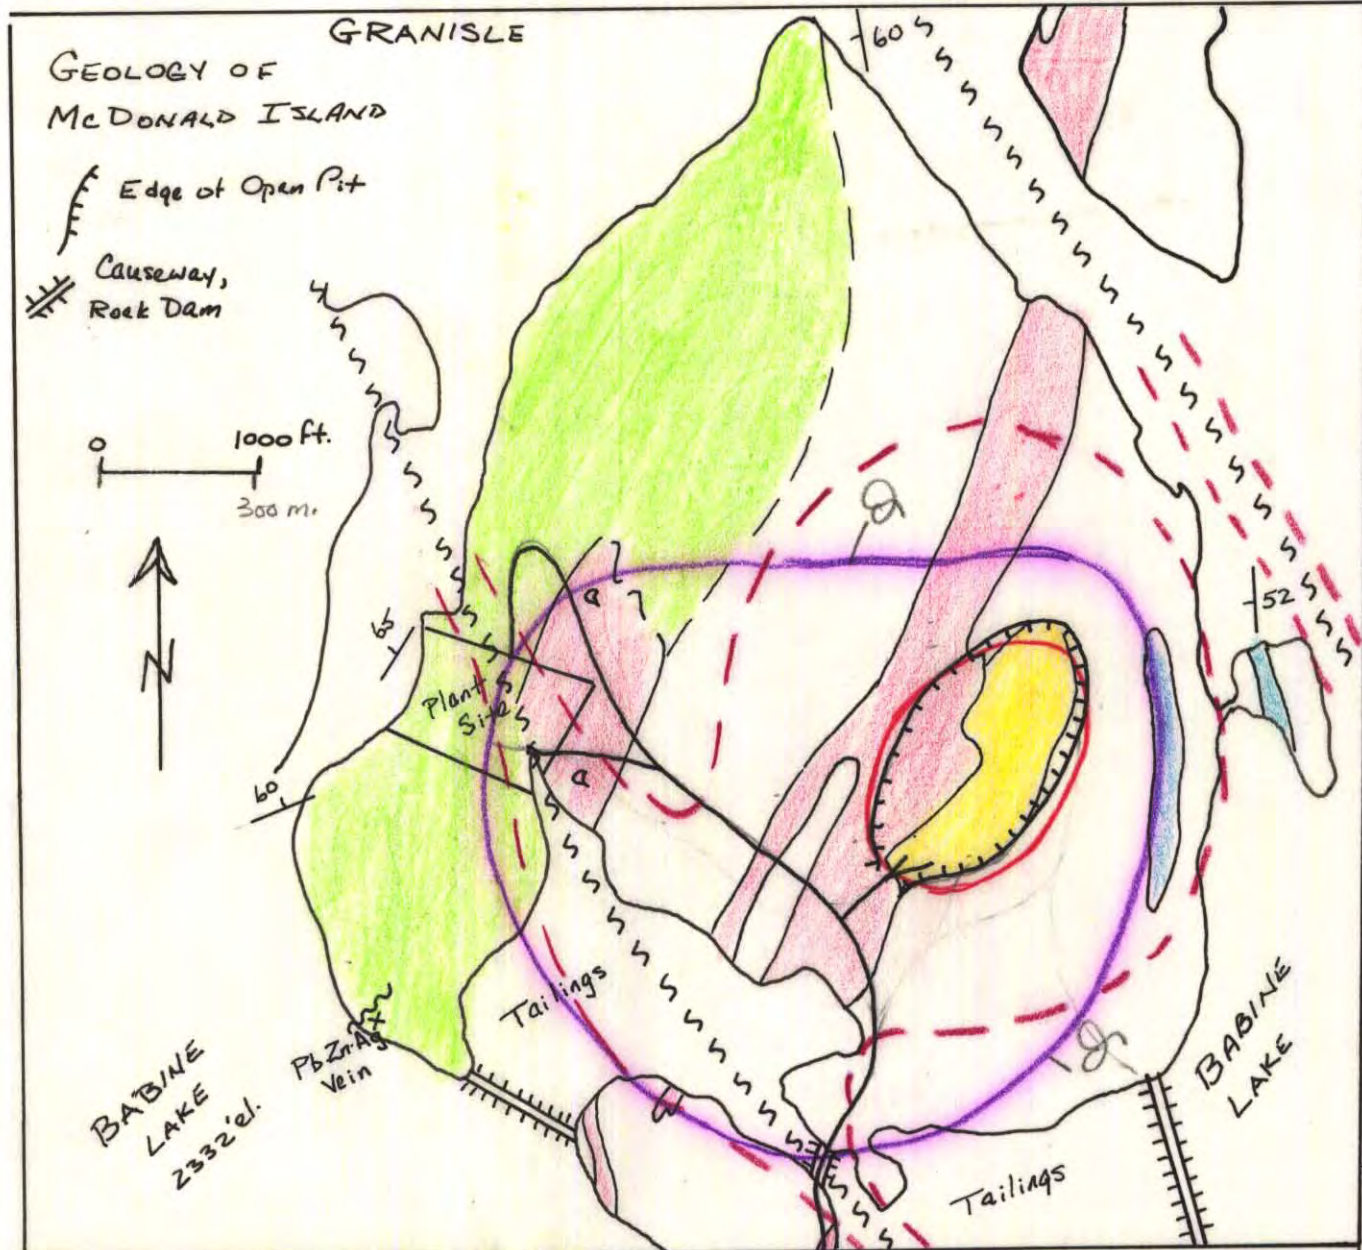 GRANISLE
GEOLOGY OF
McDONALD ISLAND
Edge of Open Pit
Causeway,
Rock Dam
0 1000 ft.
300 m.
N
60
52
65
Plant
Site
a
a
60
Tailings
Pb Zn-Ag
Vein
BABINE
LAKE
2332'el.
BABINE
LAKE
Tailings